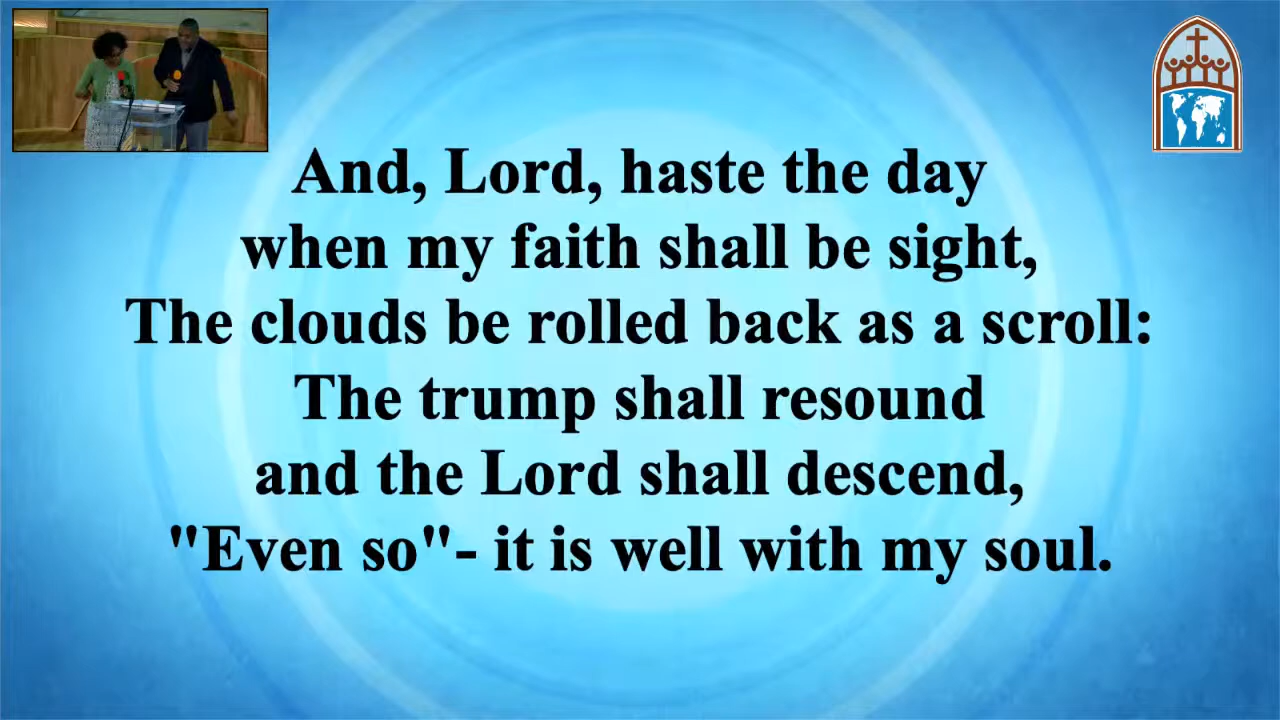 And, Lord, haste the day
when my faith shall be sight,
The clouds be rolled back as a scroll:
The trump shall resound
and the Lord shall descend,
"Even so"- it is well with my soul.